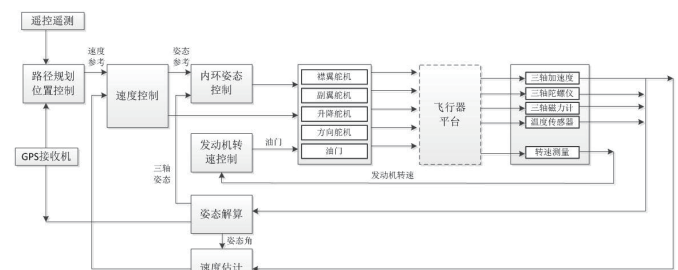 遥控遥测
路径规划
位置控制
速度
参考
速度控制
姿态
参考
内环姿态
控制
襟翼舵机
副翼舵机
升降舵机
方向舵机
油门
飞行器
平台
三轴加速度
三轴陀螺仪
三轴磁力计
温度传感器
转速测量
发动机转
速控制
油门
发动机转速
GPS接收机
三轴
姿态
姿态解算
姿态角
速度估计